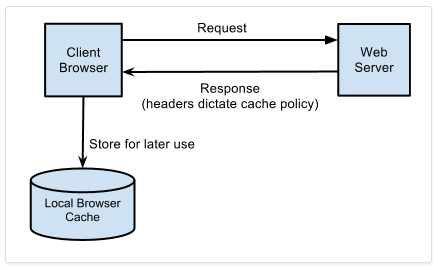 Request
Client
Browser
Web
Server
Response
(headers dictate cache policy)
Store for later use
Local Browser
Cache